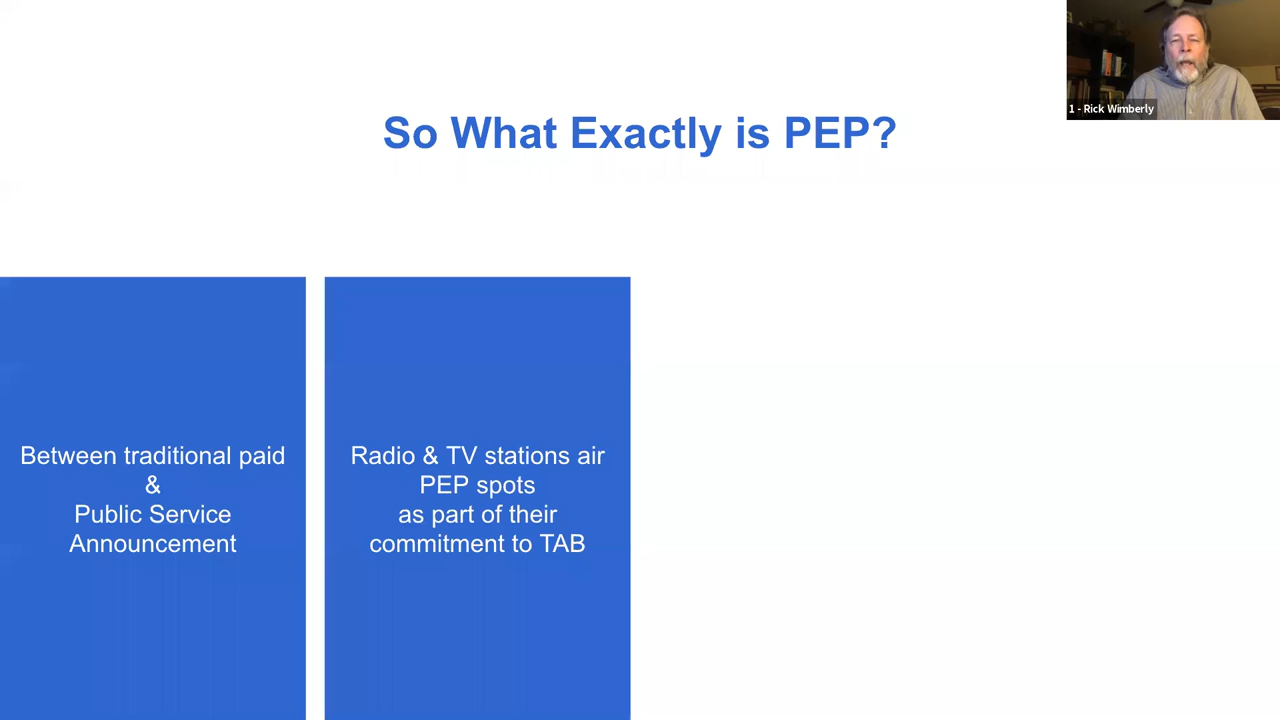 So What Exactly is PEP?
1 - Rick Wimberly
Between traditional paid
&
Public Service
Announcement
Radio & TV stations air
PEP spots
as part of their
commitment to TAB